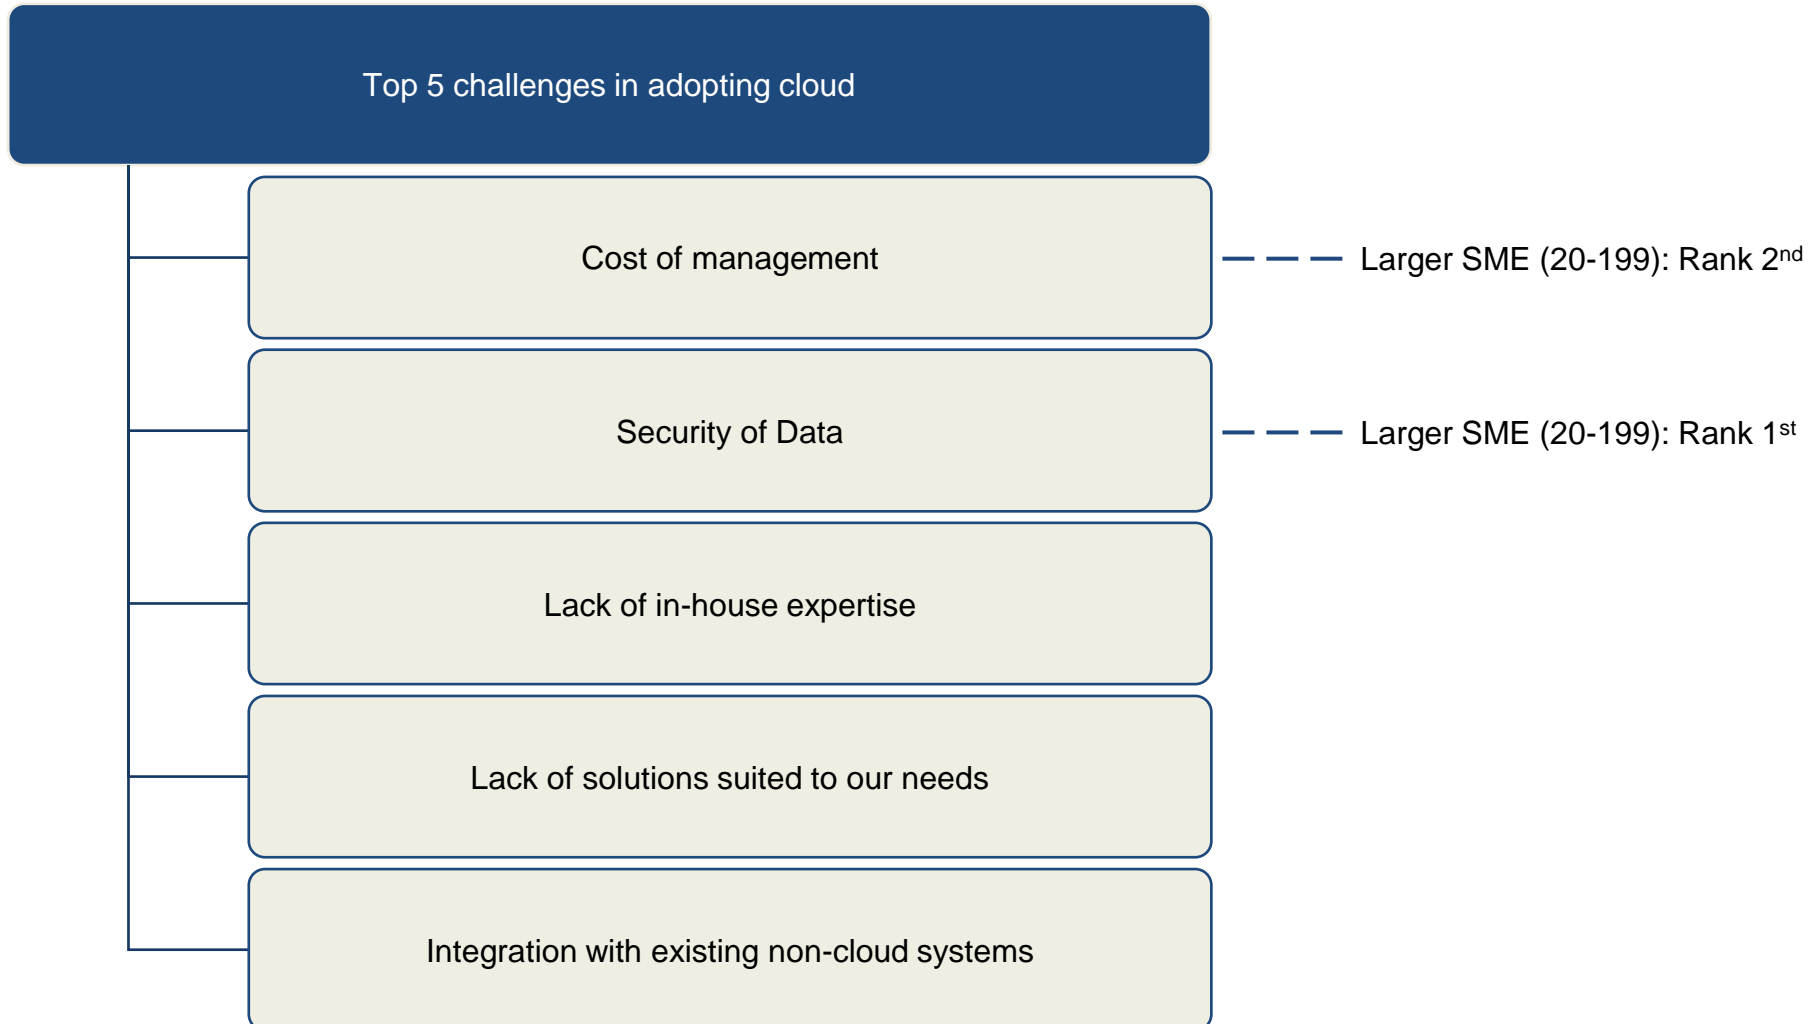 Top 5 challenges in adopting cloud
Cost of management
Larger SME (20-199): Rank 2nd
Security of Data
Larger SME (20-199): Rank 1st
Lack of in-house expertise
Lack of solutions suited to our needs
Integration with existing non-cloud systems